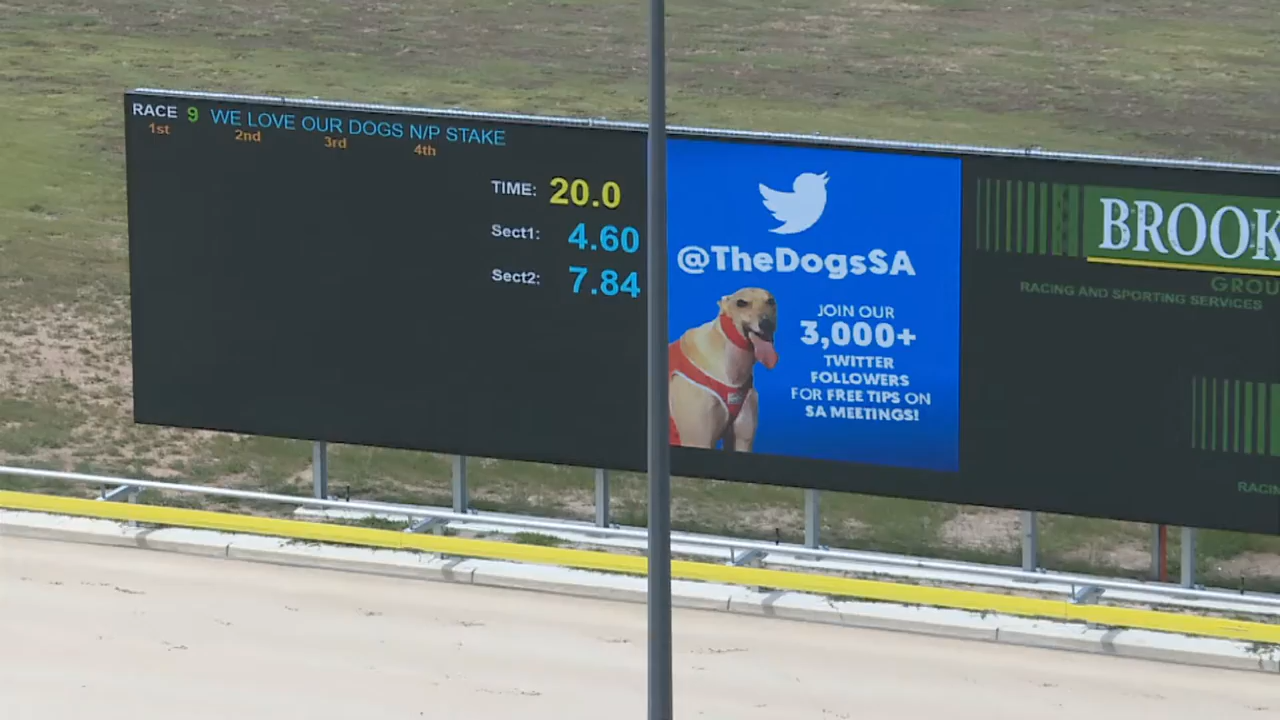 RACE 9 WE LOVE OUR DOGS N/P STAKE
1st 2nd 3rd 4th
TIME: 20.0
Sect1: 4.60
Sect2: 7.84
@TheDogsSA
JOIN OUR
3,000+
TWITTER
FOLLOWERS
FOR FREE TIPS ON
SA MEETINGS!
BROOK
GROU
RACING AND SPORTING SERVICES
RACIN